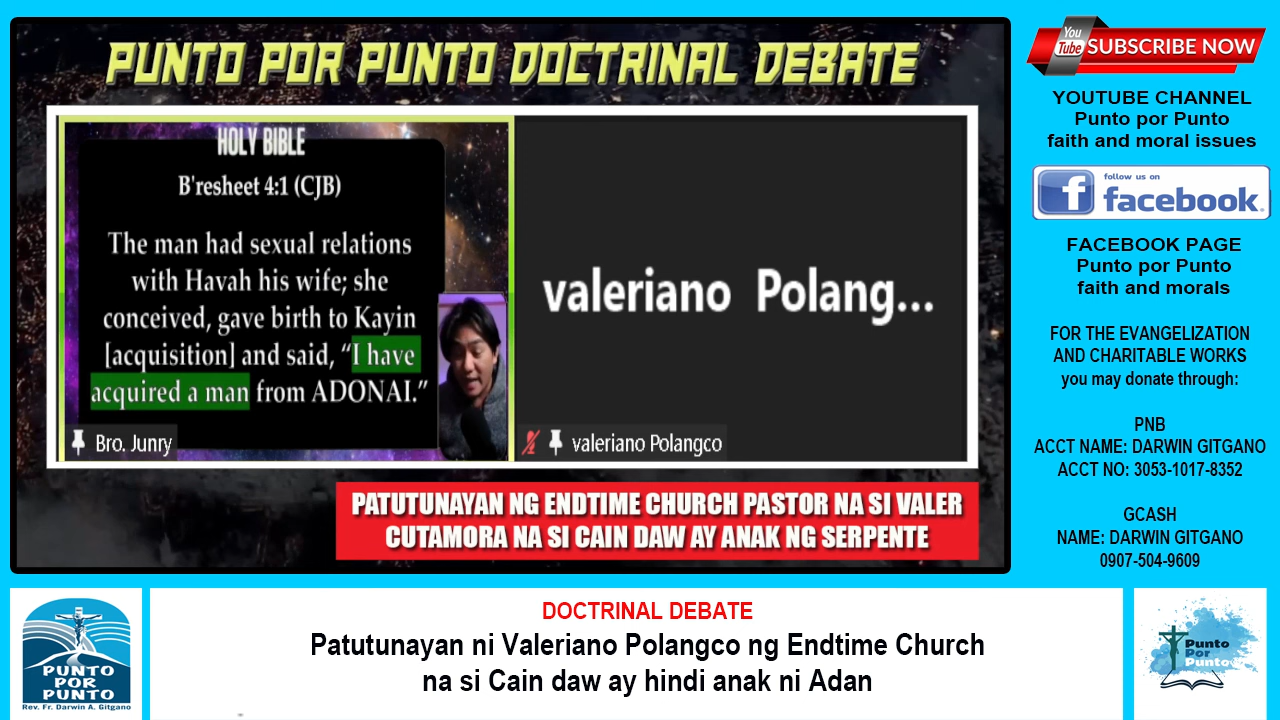 PUNTO POR PUNTO DOCTRINAL DEBATE
HOLY BIBLE
B'resheet 4:1 (CJB)
The man had sexual relations
with Havah his wife; she
conceived, gave birth to Kayin
[acquisition] and said, “I have
acquired a man from ADONAI.”
Bro. Junry
valeriano Polang...
valeriano Polangco
PATUTUNAYAN NG ENDTIME CHURCH PASTOR NA SI VALER
CUTAMORA NA SI CAIN DAW AY ANAK NG SERPENTE
You
Tube
SUBSCRIBE NOW
YOUTUBE CHANNEL
Punto por Punto
faith and moral issues
follow us on
facebook.
FACEBOOK PAGE
Punto por Punto
faith and morals
FOR THE EVANGELIZATION
AND CHARITABLE WORKS
you may donate through:
PNB
ACCT NAME: DARWIN GITGANO
ACCT NO: 3053-1017-8352
GCASH
NAME: DARWIN GITGANO
0907-504-9609
PUNTO
POR
PUNTO
Rev. Fr. Darwin A. Gitgano
DOCTRINAL DEBATE
Patutunayan ni Valeriano Polangco ng Endtime Church
na si Cain daw ay hindi anak ni Adan
Punto
Por
Punto